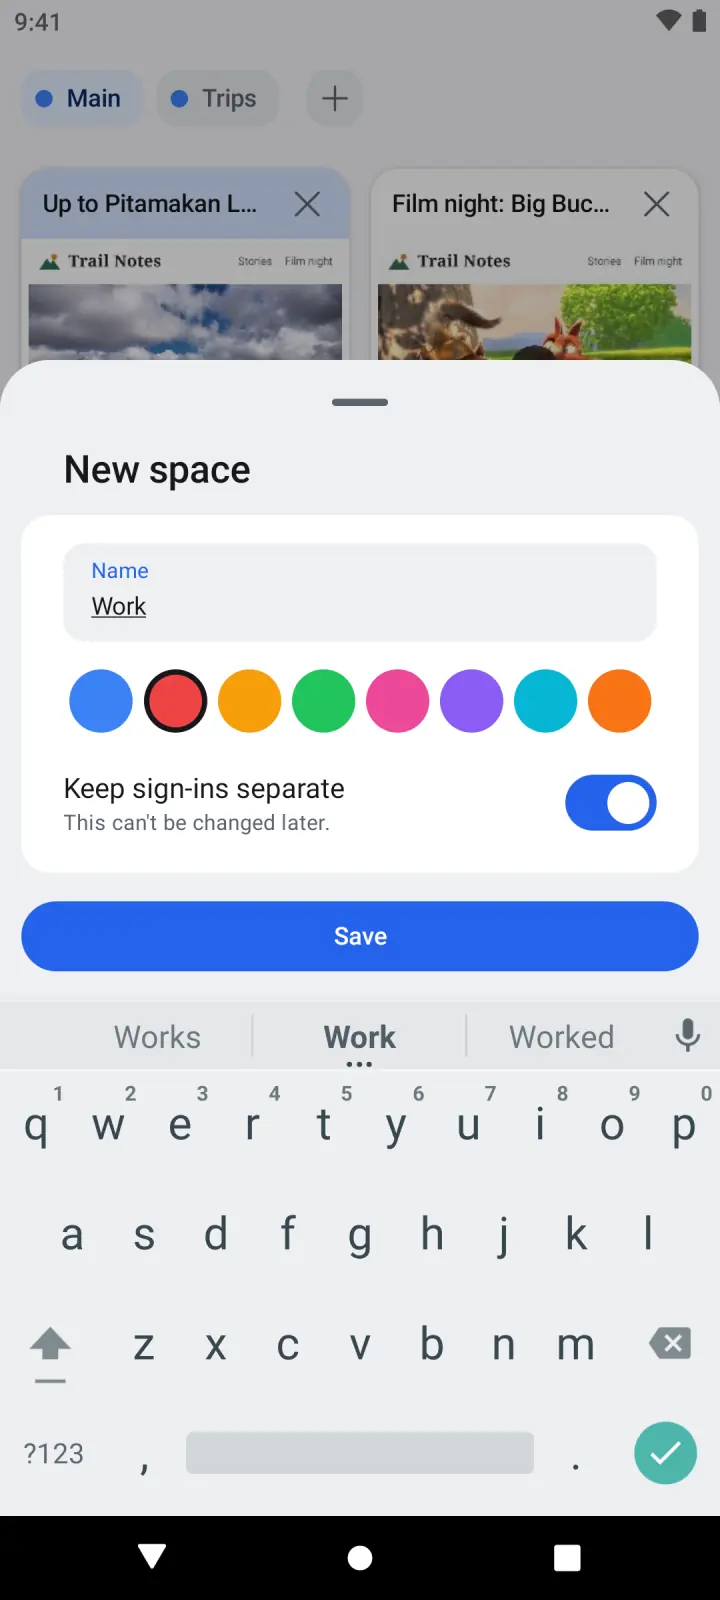 9:41
Main
Trips
Up to Pitamakan L...
Film night: Big Buc...
Trail Notes
Stories
Film night
Trail Notes
Stories
Film night
New space
Name
Work
Keep sign-ins separate
This can't be changed later.
Save
Works
Work
Worked
1 2 3 4 5 6 7 8 9 0
q w e r t y u i o p
a s d f g h j k l
z x c v b n m
?123 , .